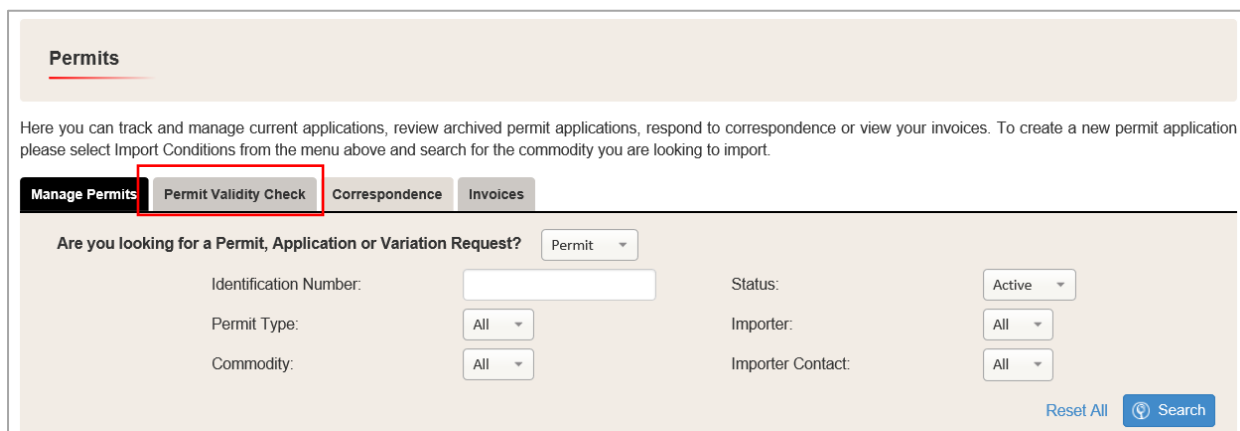 Permits
Here you can track and manage current applications, review archived permit applications, respond to correspondence or view your invoices. To create a new permit application
please select Import Conditions from the menu above and search for the commodity you are looking to import.
Manage Permits Permit Validity Check Correspondence Invoices
Are you looking for a Permit, Application or Variation Request? Permit
Identification Number: Status: Active
Permit Type: All Importer: All
Commodity: All Importer Contact: All
Reset All Search